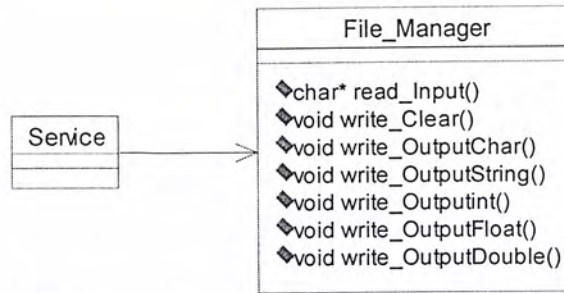 File_Manager
char* read_Input()
void write_Clear()
Service
void write_OutputChar()
void write_OutputString()
void write_Outputint()
void write_OutputFloat()
void write_OutputDouble()